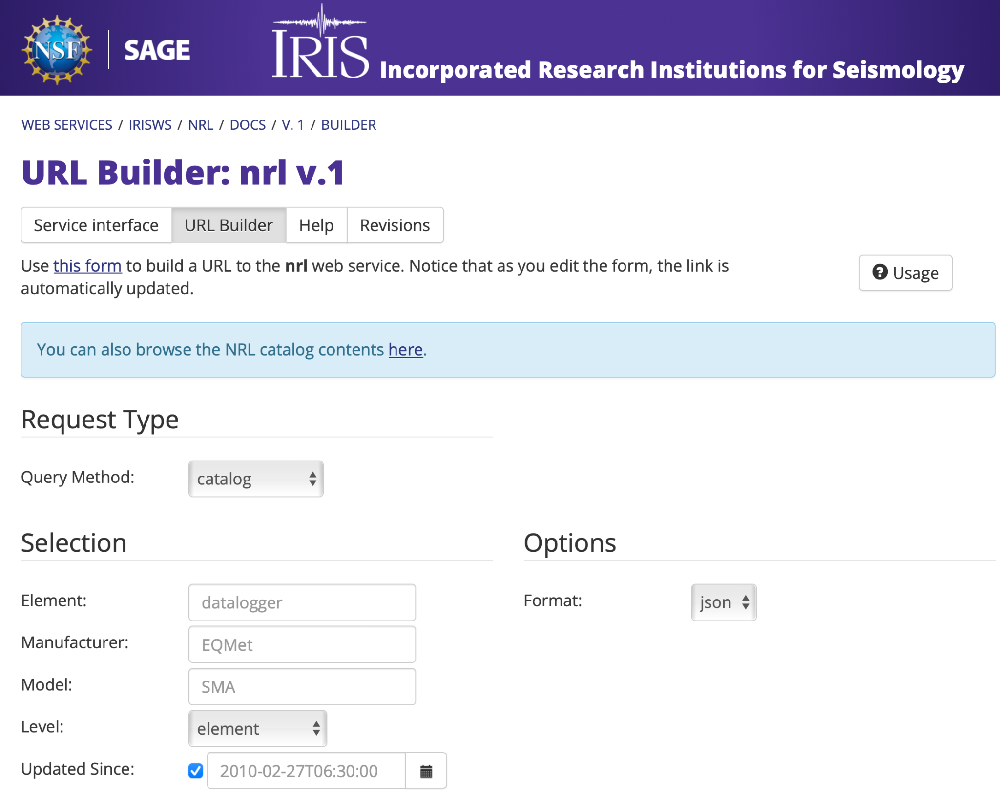 NSF
SAGE
IRIS
Incorporated Research Institutions for Seismology
WEB SERVICES / IRISWS / NRL / DOCS / V. 1 / BUILDER
URL Builder: nrl v.1
Service interface URL Builder Help Revisions
Use this form to build a URL to the nrl web service. Notice that as you edit the form, the link is
automatically updated.
Usage
You can also browse the NRL catalog contents here.
Request Type
Query Method: catalog
Selection
Element: datalogger
Manufacturer: EQMet
Model: SMA
Level: element
Updated Since: 2010-02-27T06:30:00
Options
Format: json